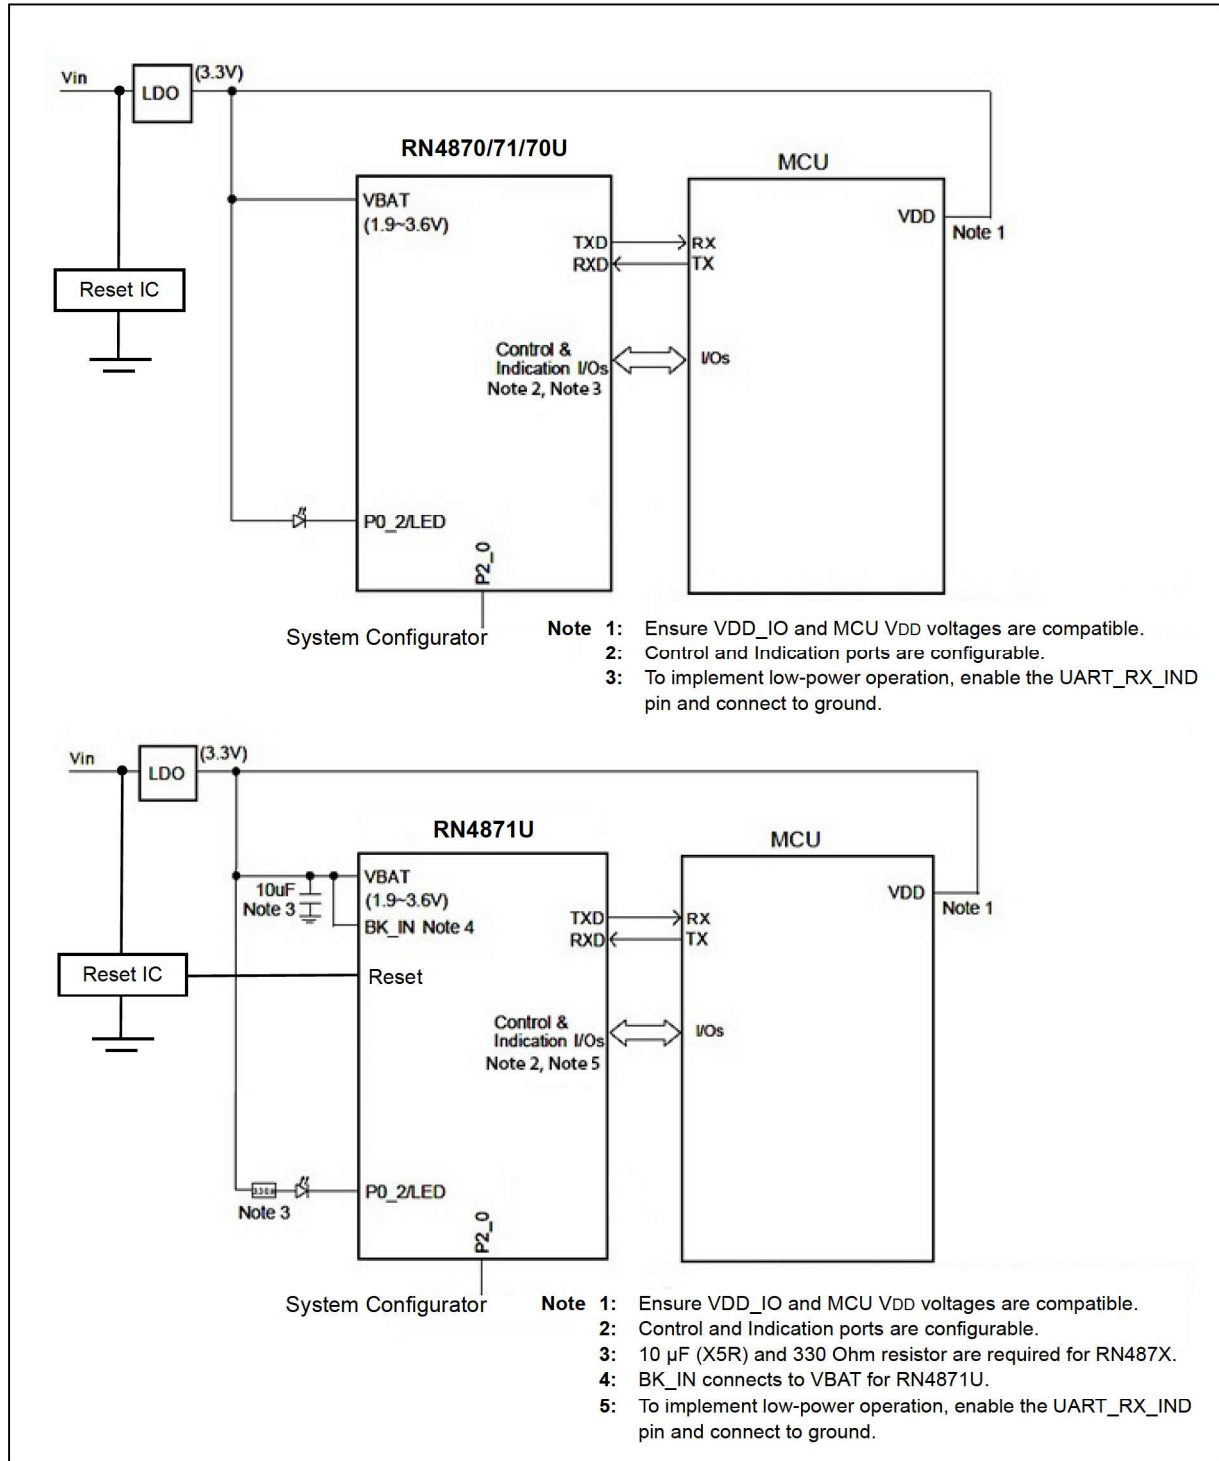 Vin
LDO
(3.3V)
RN4870/71/70U
MCU
VBAT
(1.9~3.6V)
VDD
Note 1
TXD
RX
RXD
TX
Reset IC
Control &
Indication I/Os
Note 2, Note 3
I/Os
P0_2/LED
P2_0
System Configurator
Note 1: Ensure VDD_IO and MCU VDD voltages are compatible.
2: Control and Indication ports are configurable.
3: To implement low-power operation, enable the UART_RX_IND
pin and connect to ground.
Vin
LDO
(3.3V)
RN4871U
MCU
VBAT
(1.9~3.6V)
10uF
Note 3
BK_IN Note 4
VDD
Note 1
TXD
RX
RXD
TX
Reset IC
Reset
Control &
Indication I/Os
Note 2, Note 5
I/Os
330R
Note 3
P0_2/LED
P2_0
System Configurator
Note 1: Ensure VDD_IO and MCU VDD voltages are compatible.
2: Control and Indication ports are configurable.
3: 10 µF (X5R) and 330 Ohm resistor are required for RN487X.
4: BK_IN connects to VBAT for RN4871U.
5: To implement low-power operation, enable the UART_RX_IND
pin and connect to ground.